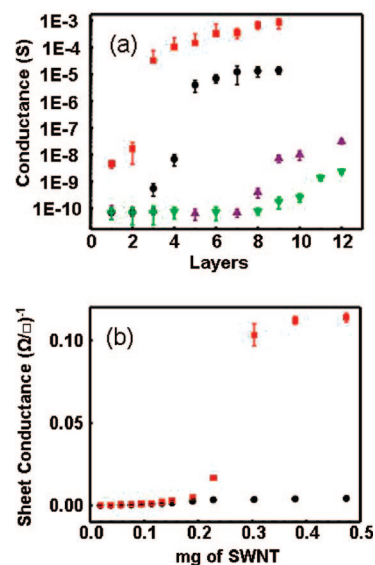 (a)
Conductance (S)
1E-3
1E-4
1E-5
1E-6
1E-7
1E-8
1E-9
1E-10
0 2 4 6 8 10 12
Layers
(b)
Sheet Conductance (Ω/□)⁻¹
0.10
0.05
0.00
0.0 0.1 0.2 0.3 0.4 0.5
mg of SWNT